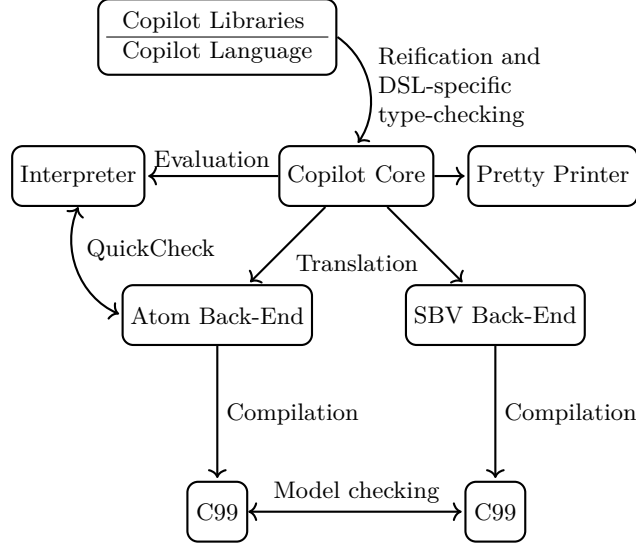 Copilot Libraries
Copilot Language
Reification and
DSL-specific
type-checking
Evaluation
Interpreter
Copilot Core
Pretty Printer
QuickCheck
Translation
Atom Back-End
SBV Back-End
Compilation
Compilation
Model checking
C99
C99